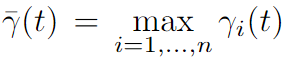 γ̄(t) = max_{i=1,...,n} γ_i(t)